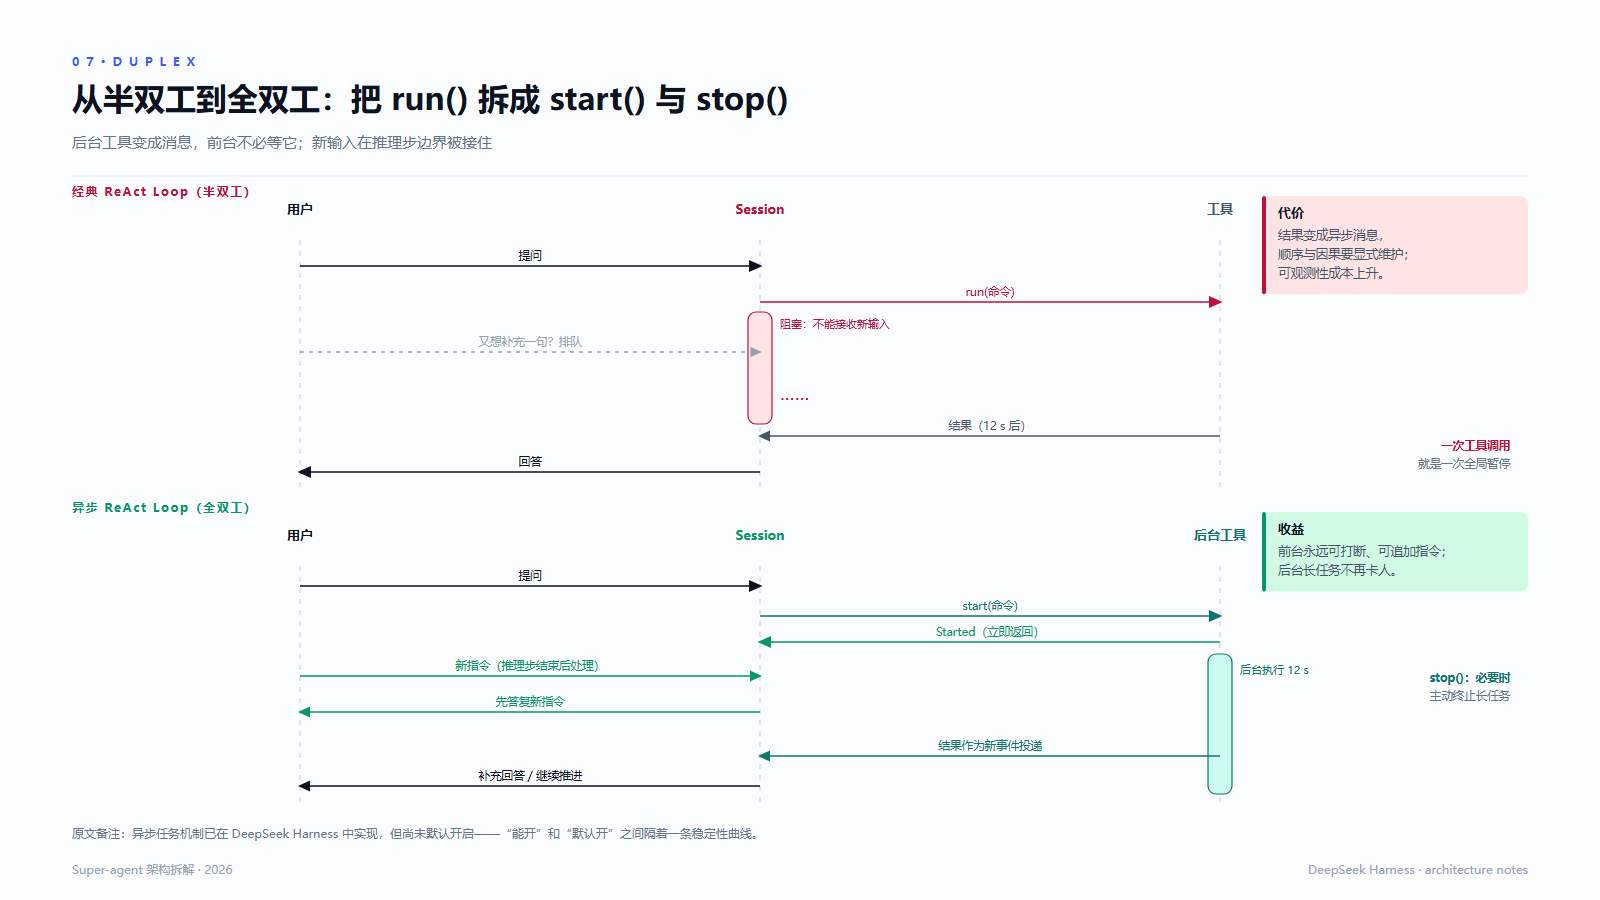 07·DUPLEX
从半双工到全双工：把 run() 拆成 start() 与 stop()
后台工具变成消息，前台不必等它；新输入在推理步边界被接住
经典 ReAct Loop（半双工）
用户
Session
工具
提问
run(命令)
阻塞：不能接收新输入
又想补充一句？排队
……
结果（12 s 后）
回答
代价
结果变成异步消息，
顺序与因果要显式维护；
可观测性成本上升。
一次工具调用
就是一次全局暂停
异步 ReAct Loop（全双工）
用户
Session
后台工具
提问
start(命令)
Started（立即返回）
新指令（推理步结束后处理）
后台执行 12 s
先答复新指令
结果作为新事件投递
补充回答 / 继续推进
收益
前台永远可打断、可追加指令；
后台长任务不再卡人。
stop()：必要时
主动终止长任务
原文备注：异步任务机制已在 DeepSeek Harness 中实现，但尚未默认开启——“能开”和“默认开”之间隔着一条稳定性曲线。
Super-agent 架构拆解 · 2026
DeepSeek Harness · architecture notes